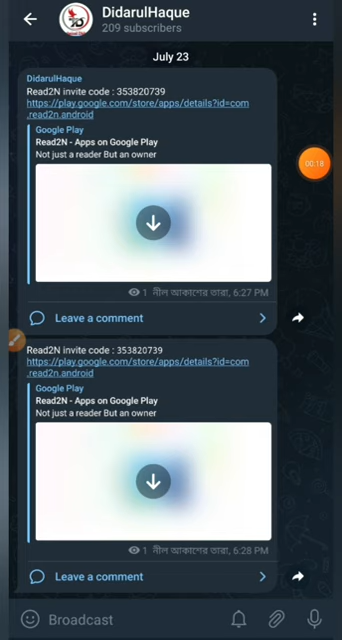 DidarulHaque
209 subscribers
July 23
00:18
DidarulHaque
Read2N invite code : 353820739
https://play.google.com/store/apps/details?id=com
.read2n.android
Google Play
Read2N - Apps on Google Play
Not just a reader But an owner
1 নীল আকাশের তারা, 6:27 PM
Leave a comment
Read2N invite code : 353820739
https://play.google.com/store/apps/details?id=com
.read2n.android
Google Play
Read2N - Apps on Google Play
Not just a reader But an owner
1 নীল আকাশের তারা, 6:28 PM
Leave a comment
Broadcast